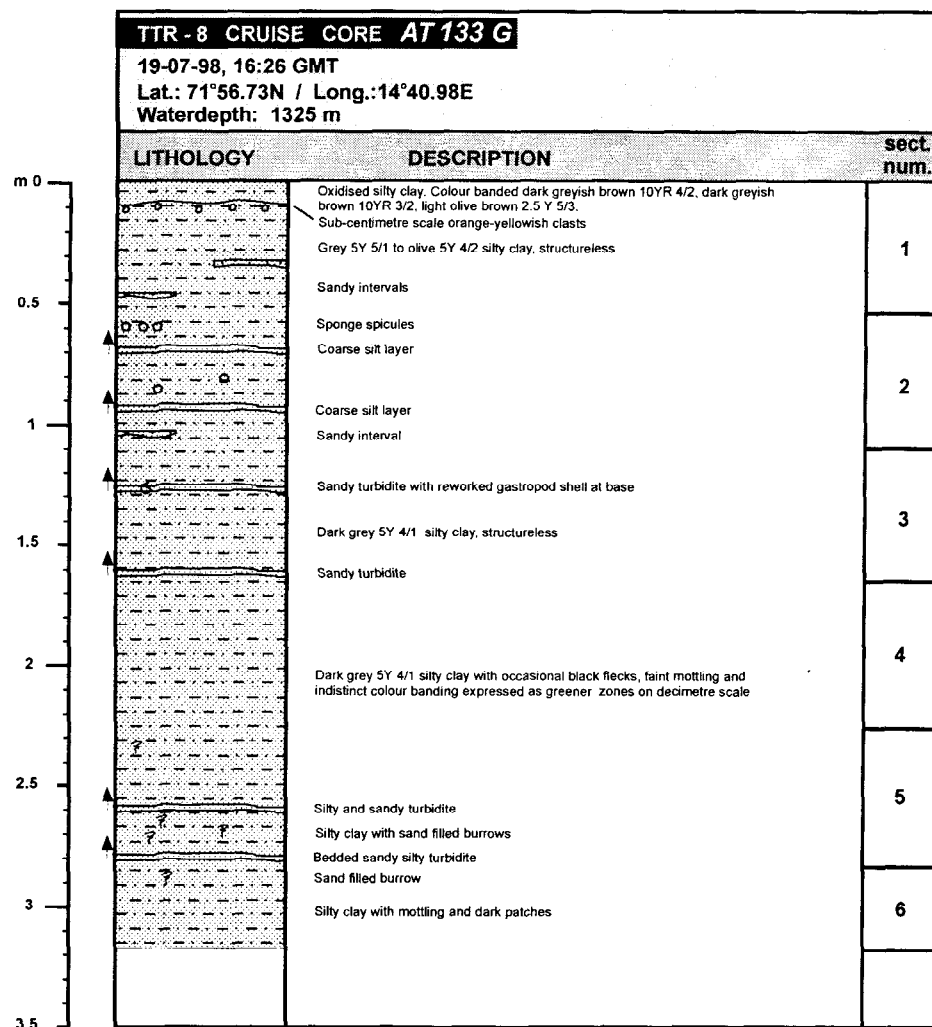 TTR - 8 CRUISE CORE AT 133 G
19-07-98, 16:26 GMT
Lat.: 71°56.73N / Long.:14°40.98E
Waterdepth: 1325 m
LITHOLOGY
DESCRIPTION
sect.
num.
m 0
Oxidised silty clay. Colour banded dark greyish brown 10YR 4/2, dark greyish
brown 10YR 3/2, light olive brown 2.5 Y 5/3.
Sub-centimetre scale orange-yellowish clasts
Grey 5Y 5/1 to olive 5Y 4/2 silty clay, structureless
1
Sandy intervals
0.5
Sponge spicules
Coarse silt layer
2
Coarse silt layer
1
Sandy interval
Sandy turbidite with reworked gastropod shell at base
3
Dark grey 5Y 4/1 silty clay, structureless
1.5
Sandy turbidite
4
2
Dark grey 5Y 4/1 silty clay with occasional black flecks, faint mottling and
indistinct colour banding expressed as greener zones on decimetre scale
2.5
5
Silty and sandy turbidite
Silty clay with sand filled burrows
Bedded sandy silty turbidite
Sand filled burrow
3
6
Silty clay with mottling and dark patches
3.5